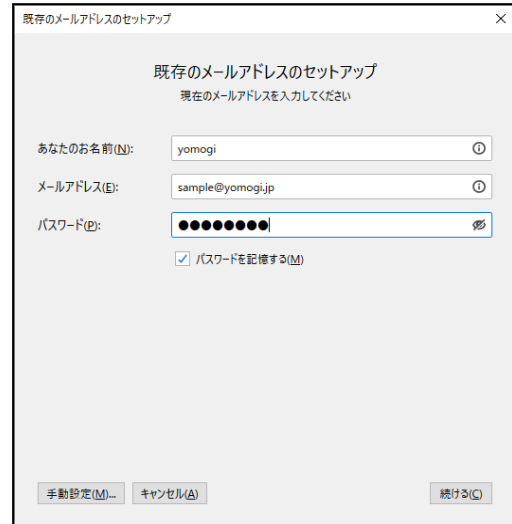 既存のメールアドレスのセットアップ
既存のメールアドレスのセットアップ
現在のメールアドレスを入力してください
あなたのお名前(N): yomogi
メールアドレス(E): sample@yomogi.jp
パスワード(P): ●●●●●●●●
パスワードを記憶する(M)
手動設定(M)... キャンセル(A) 続ける(C)